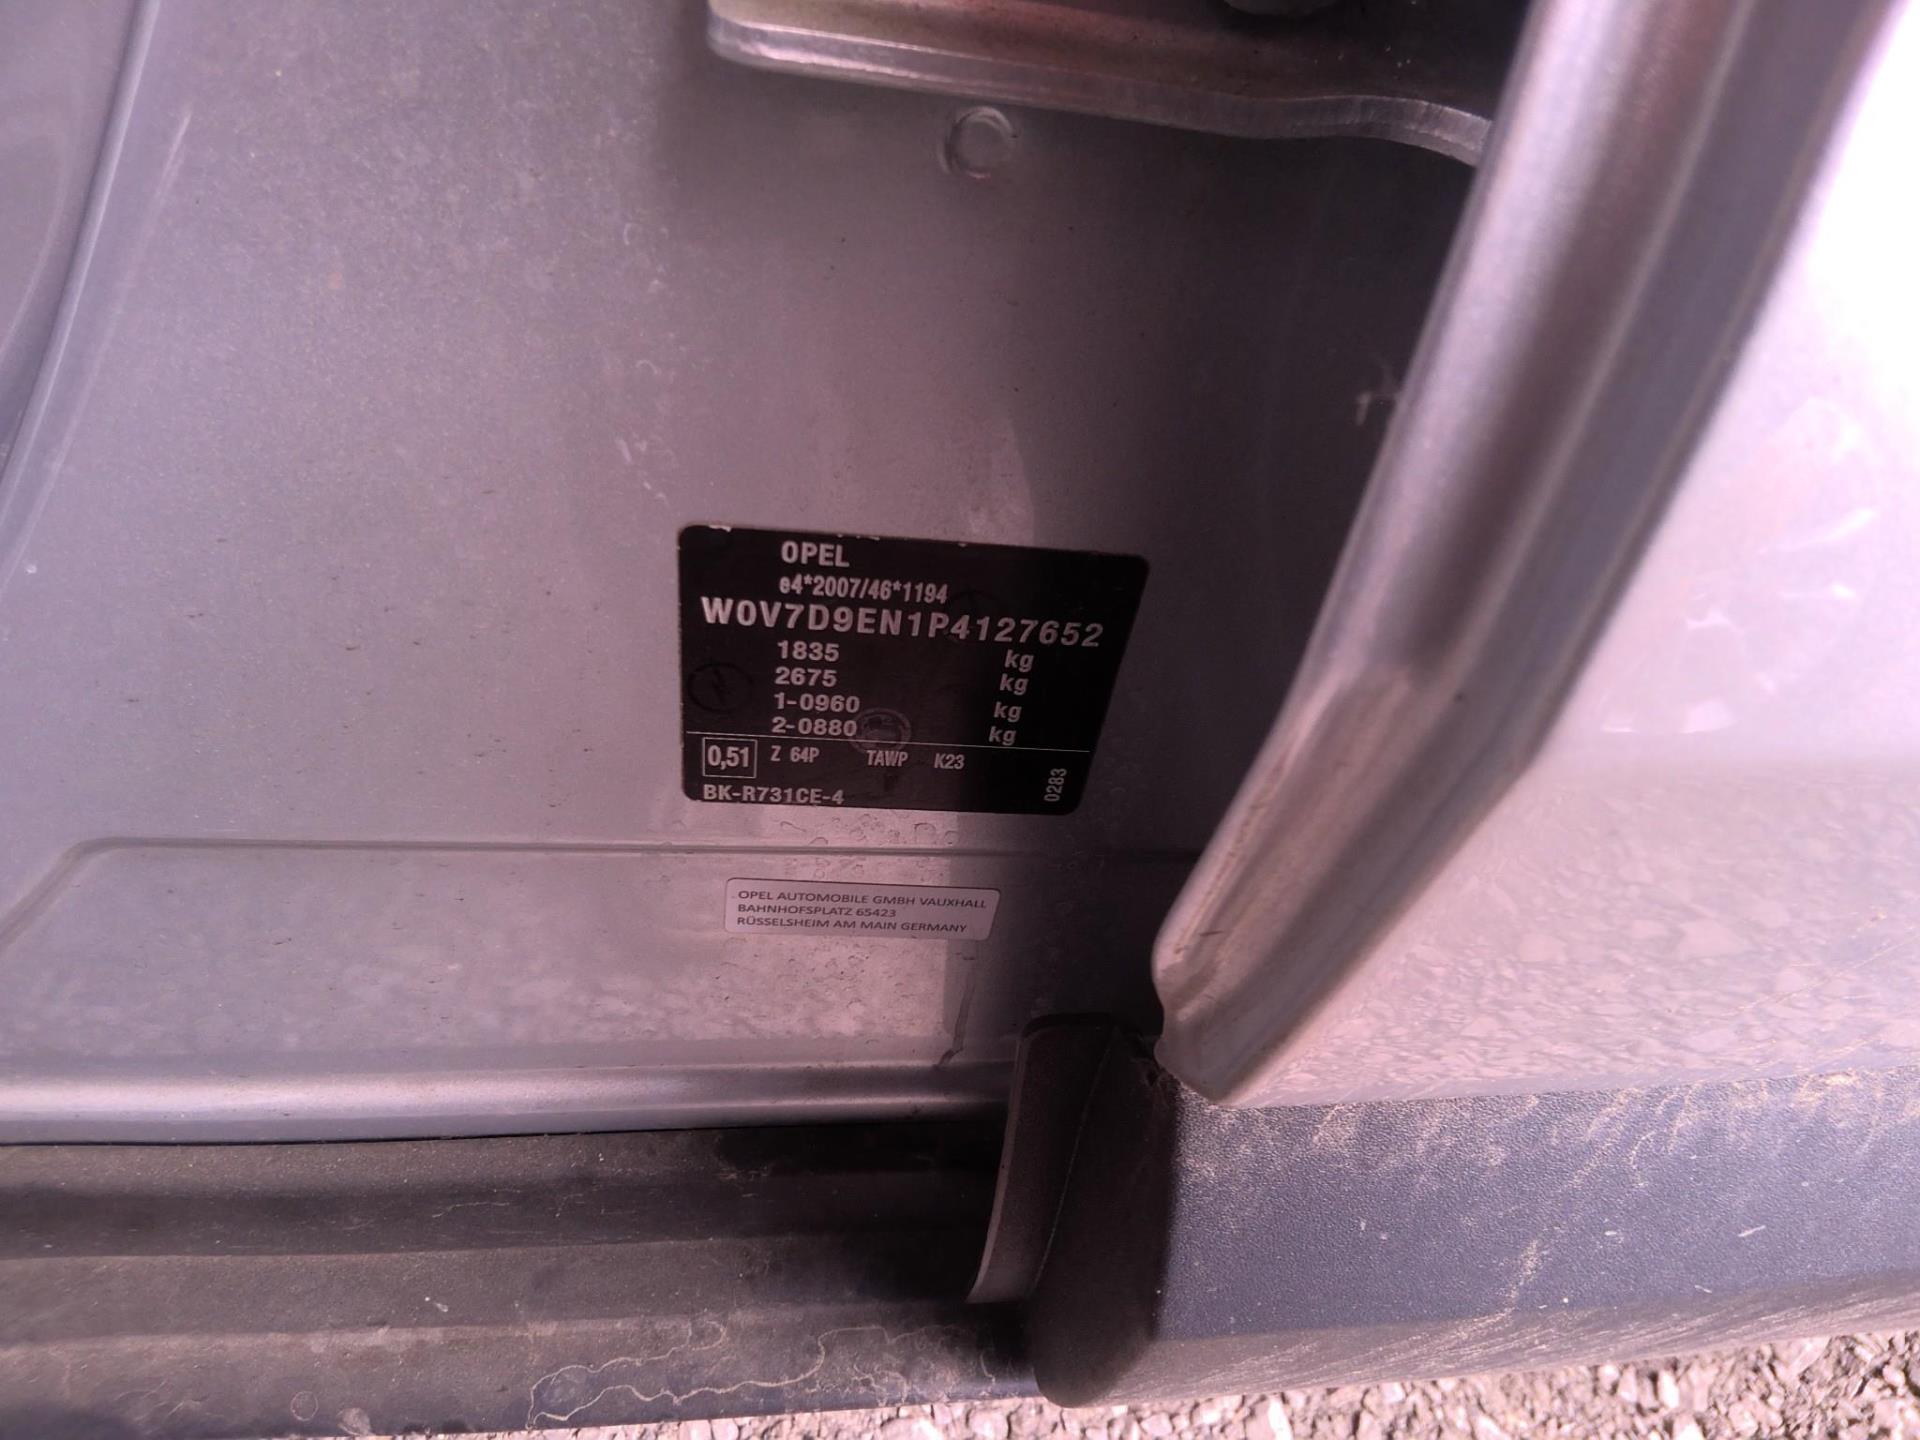 OPEL
e4*2007/46*1194
W0V7D9EN1P4127652
1835 kg
2675 kg
1-0960 kg
2-0880 kg
0,51 Z 64P TAWP K23
0283
BK-R731CE-4
OPEL AUTOMOBILE GMBH VAUXHALL
BAHNHOFSPLATZ 65423
RÜSSELSHEIM AM MAIN GERMANY